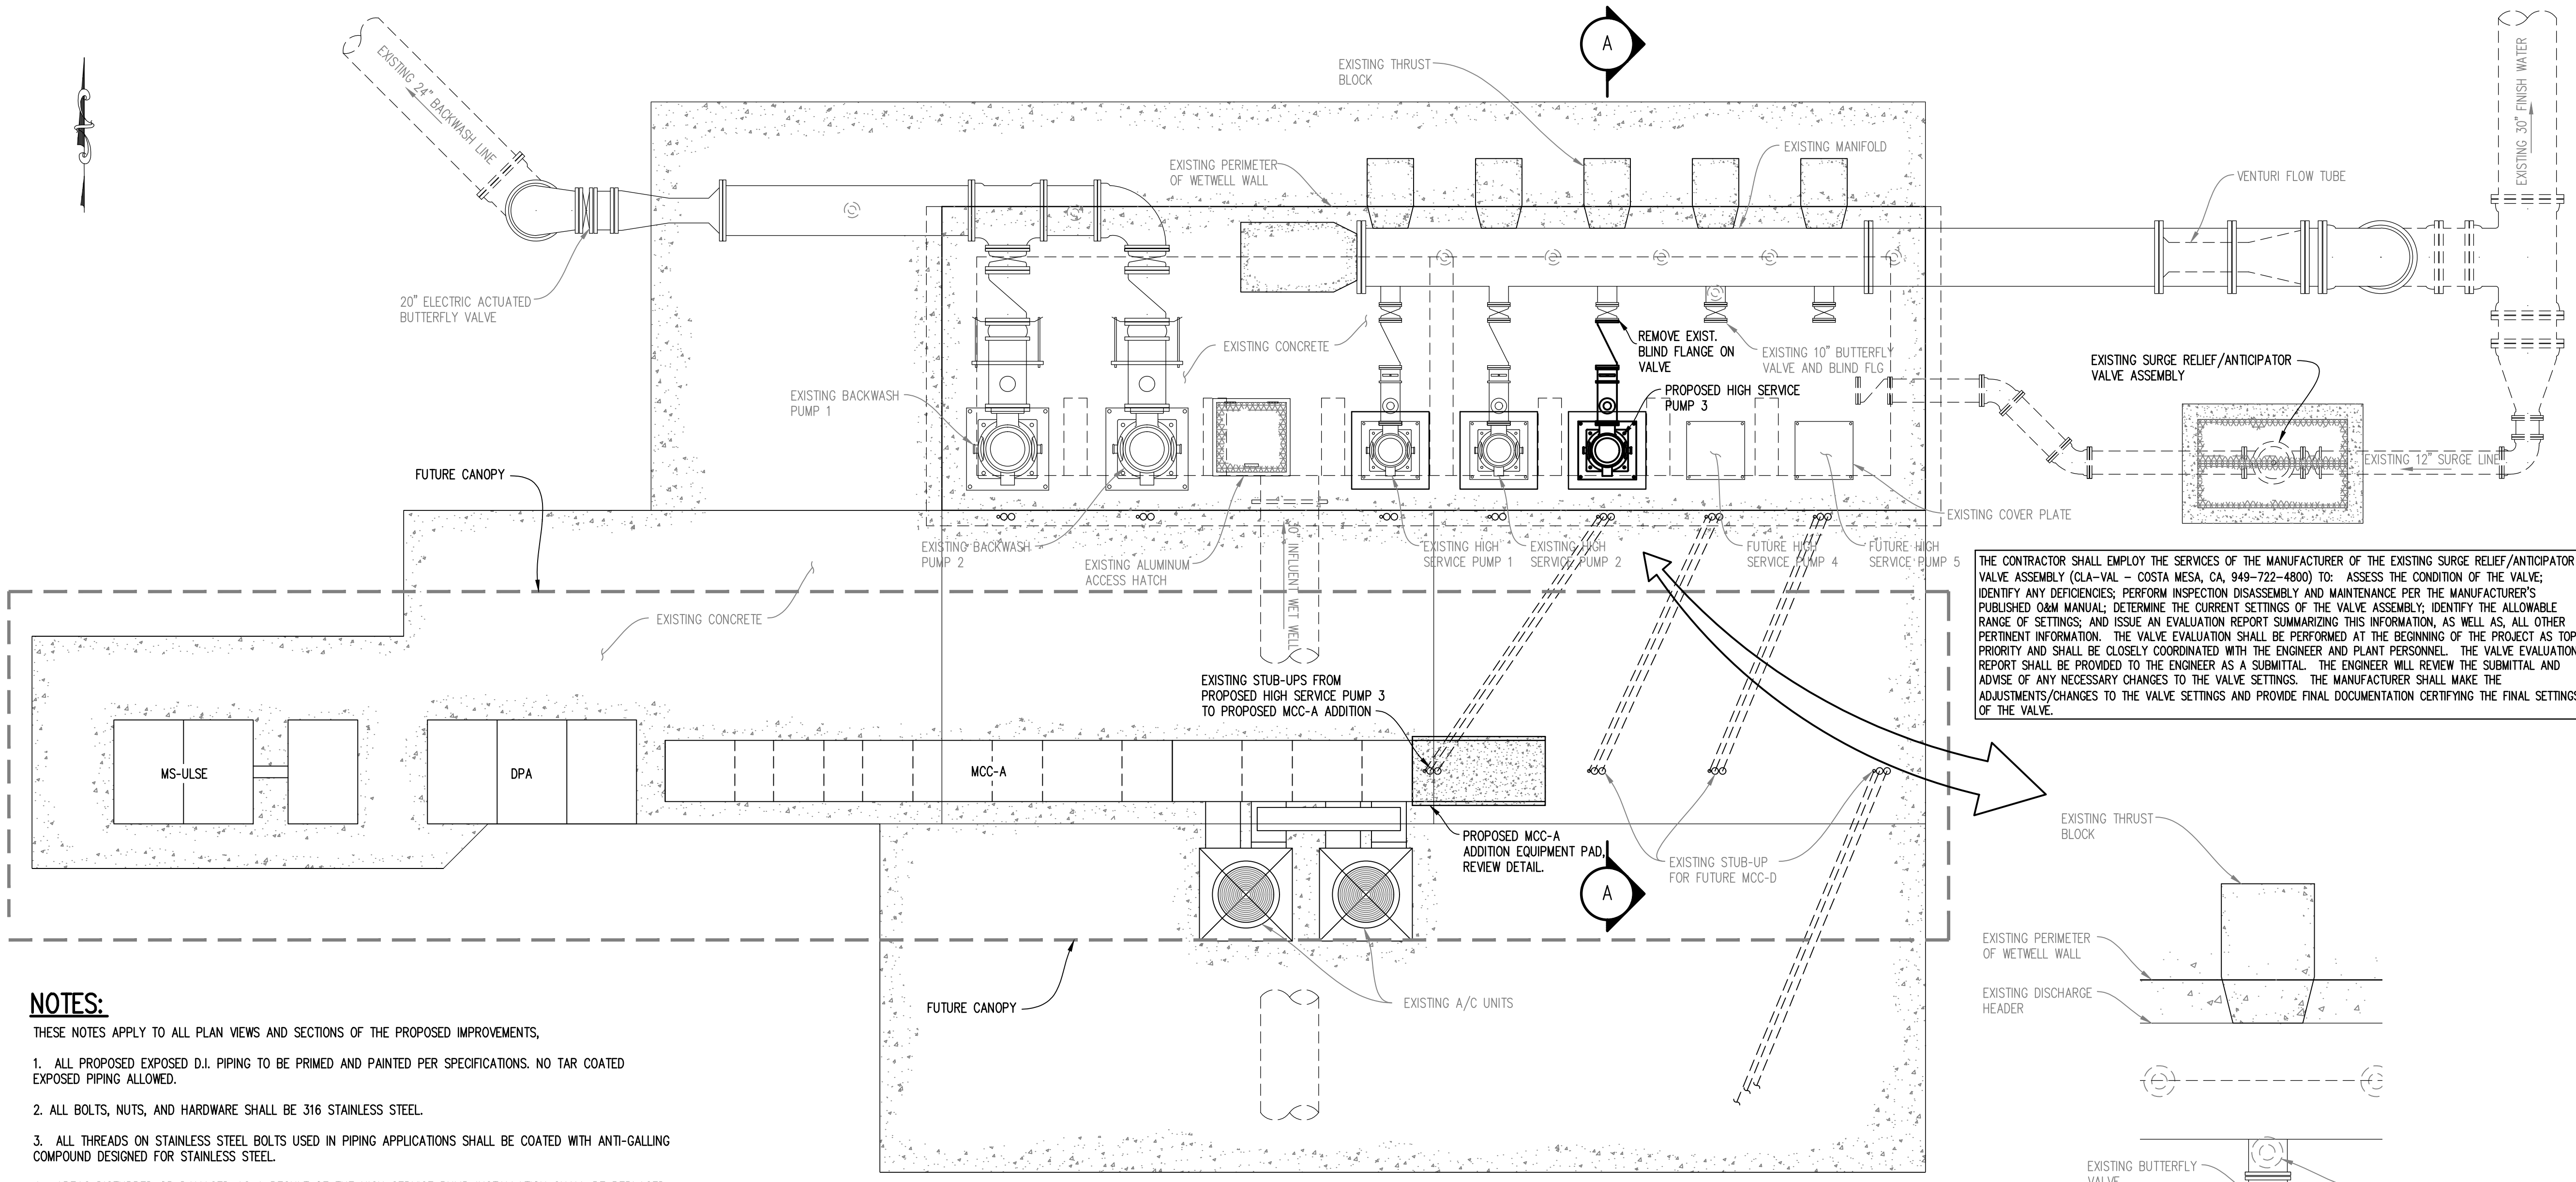 A
EXISTING 24" BACKWASH LINE
EXISTING THRUST
BLOCK
EXISTING PERIMETER
OF WETWELL WALL
EXISTING MANIFOLD
VENTURI FLOW TUBE
EXISTING 30" FINISH WATER
20" ELECTRIC ACTUATED
BUTTERFLY VALVE
EXISTING CONCRETE
REMOVE EXIST.
BLIND FLANGE ON
VALVE
EXISTING 10" BUTTERFLY
VALVE AND BLIND FLG
EXISTING SURGE RELIEF/ANTICIPATOR
VALVE ASSEMBLY
EXISTING BACKWASH
PUMP 1
PROPOSED HIGH SERVICE
PUMP 3
EXISTING 12" SURGE LINE
FUTURE CANOPY
EXISTING COVER PLATE
EXISTING BACKWASH
PUMP 2
EXISTING ALUMINUM
ACCESS HATCH
INFLUENT WET WELL
EXISTING HIGH
SERVICE PUMP 1
EXISTING HIGH
SERVICE PUMP 2
FUTURE HIGH
SERVICE PUMP 4
FUTURE HIGH
SERVICE PUMP 5
THE CONTRACTOR SHALL EMPLOY THE SERVICES OF THE MANUFACTURER OF THE EXISTING SURGE RELIEF/ANTICIPATOR
VALVE ASSEMBLY (CLA-VAL – COSTA MESA, CA, 949-722-4800) TO: ASSESS THE CONDITION OF THE VALVE;
IDENTIFY ANY DEFICIENCIES; PERFORM INSPECTION DISASSEMBLY AND MAINTENANCE PER THE MANUFACTURER'S
PUBLISHED O&M MANUAL; DETERMINE THE CURRENT SETTINGS OF THE VALVE ASSEMBLY; IDENTIFY THE ALLOWABLE
RANGE OF SETTINGS; AND ISSUE AN EVALUATION REPORT SUMMARIZING THIS INFORMATION, AS WELL AS, ALL OTHER
PERTINENT INFORMATION. THE VALVE EVALUATION SHALL BE PERFORMED AT THE BEGINNING OF THE PROJECT AS TOP
PRIORITY AND SHALL BE CLOSELY COORDINATED WITH THE ENGINEER AND PLANT PERSONNEL. THE VALVE EVALUATION
REPORT SHALL BE PROVIDED TO THE ENGINEER AS A SUBMITTAL. THE ENGINEER WILL REVIEW THE SUBMITTAL AND
ADVISE OF ANY NECESSARY CHANGES TO THE VALVE SETTINGS. THE MANUFACTURER SHALL MAKE THE
ADJUSTMENTS/CHANGES TO THE VALVE SETTINGS AND PROVIDE FINAL DOCUMENTATION CERTIFYING THE FINAL SETTINGS
OF THE VALVE.
EXISTING CONCRETE
EXISTING STUB-UPS FROM
PROPOSED HIGH SERVICE PUMP 3
TO PROPOSED MCC-A ADDITION
MS-ULSE
DPA
MCC-A
PROPOSED MCC-A
ADDITION EQUIPMENT PAD,
REVIEW DETAIL.
EXISTING STUB-UP
FOR FUTURE MCC-D
A
EXISTING THRUST
BLOCK
EXISTING PERIMETER
OF WETWELL WALL
EXISTING DISCHARGE
HEADER
EXISTING BUTTERFLY
VALVE
FUTURE CANOPY
EXISTING A/C UNITS
NOTES:
THESE NOTES APPLY TO ALL PLAN VIEWS AND SECTIONS OF THE PROPOSED IMPROVEMENTS,
1. ALL PROPOSED EXPOSED D.I. PIPING TO BE PRIMED AND PAINTED PER SPECIFICATIONS. NO TAR COATED
EXPOSED PIPING ALLOWED.
2. ALL BOLTS, NUTS, AND HARDWARE SHALL BE 316 STAINLESS STEEL.
3. ALL THREADS ON STAINLESS STEEL BOLTS USED IN PIPING APPLICATIONS SHALL BE COATED WITH ANTI-GALLING
COMPOUND DESIGNED FOR STAINLESS STEEL.